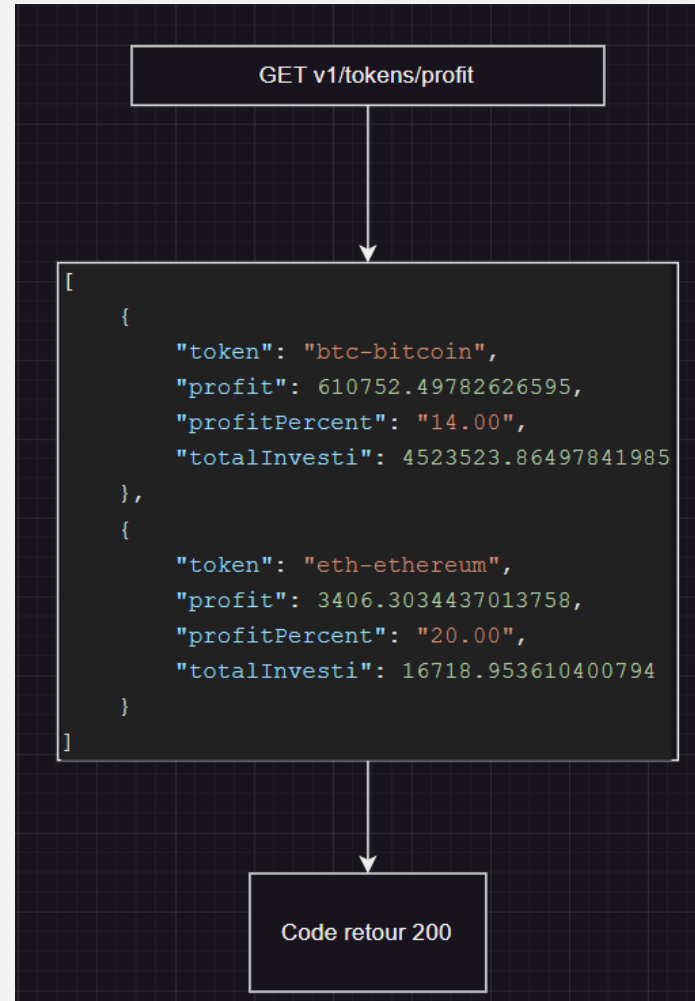 GET v1/tokens/profit
[
{
"token": "btc-bitcoin",
"profit": 610752.49782626595,
"profitPercent": "14.00",
"totalInvesti": 4523523.86497841985
},
{
"token": "eth-ethereum",
"profit": 3406.3034437013758,
"profitPercent": "20.00",
"totalInvesti": 16718.953610400794
}
]
Code retour 200